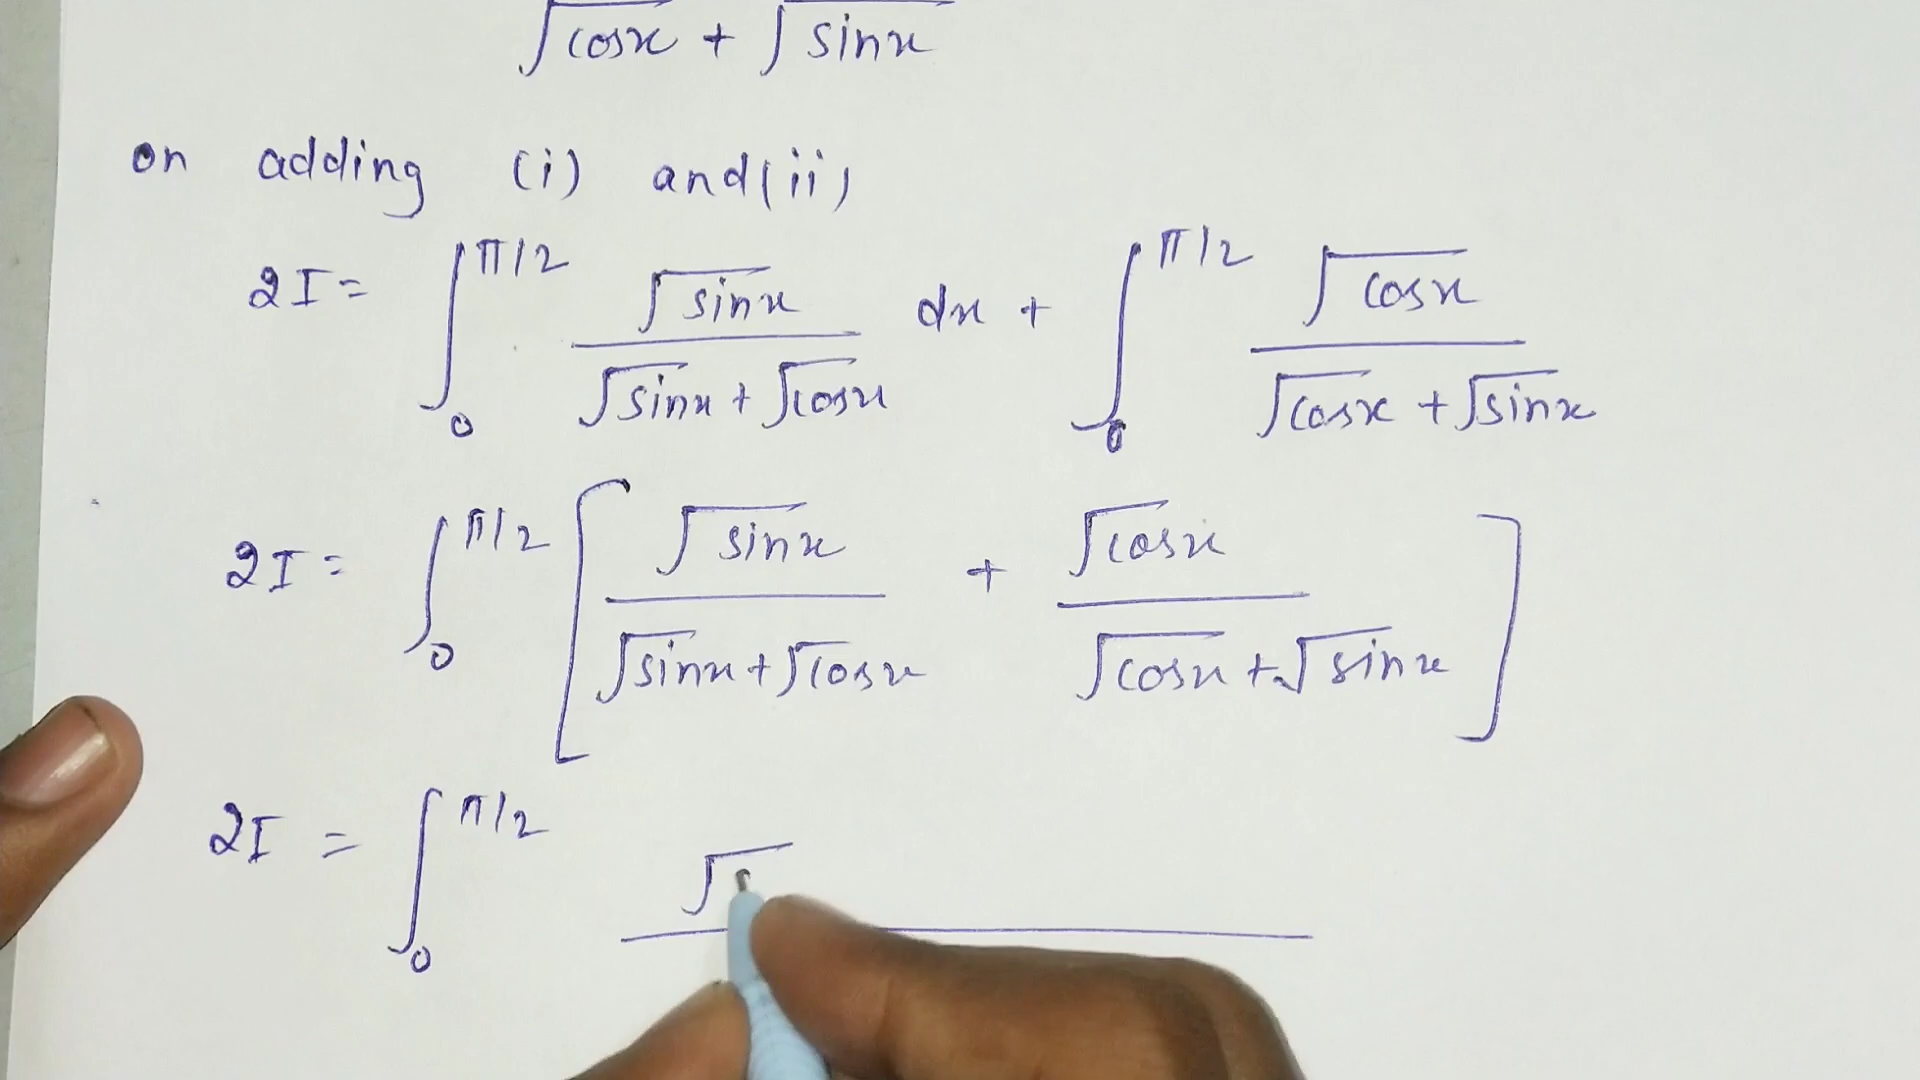 √cosx + √sinx
on adding (i) and (ii)
2I = ∫₀^π/2 √sinx / √sinx + √cosx dx + ∫₀^π/2 √cosx / √cosx + √sinx
2I = ∫₀^π/2 [ √sinx / √sinx + √cosx + √cosx / √cosx + √sinx ]
2I = ∫₀^π/2 √